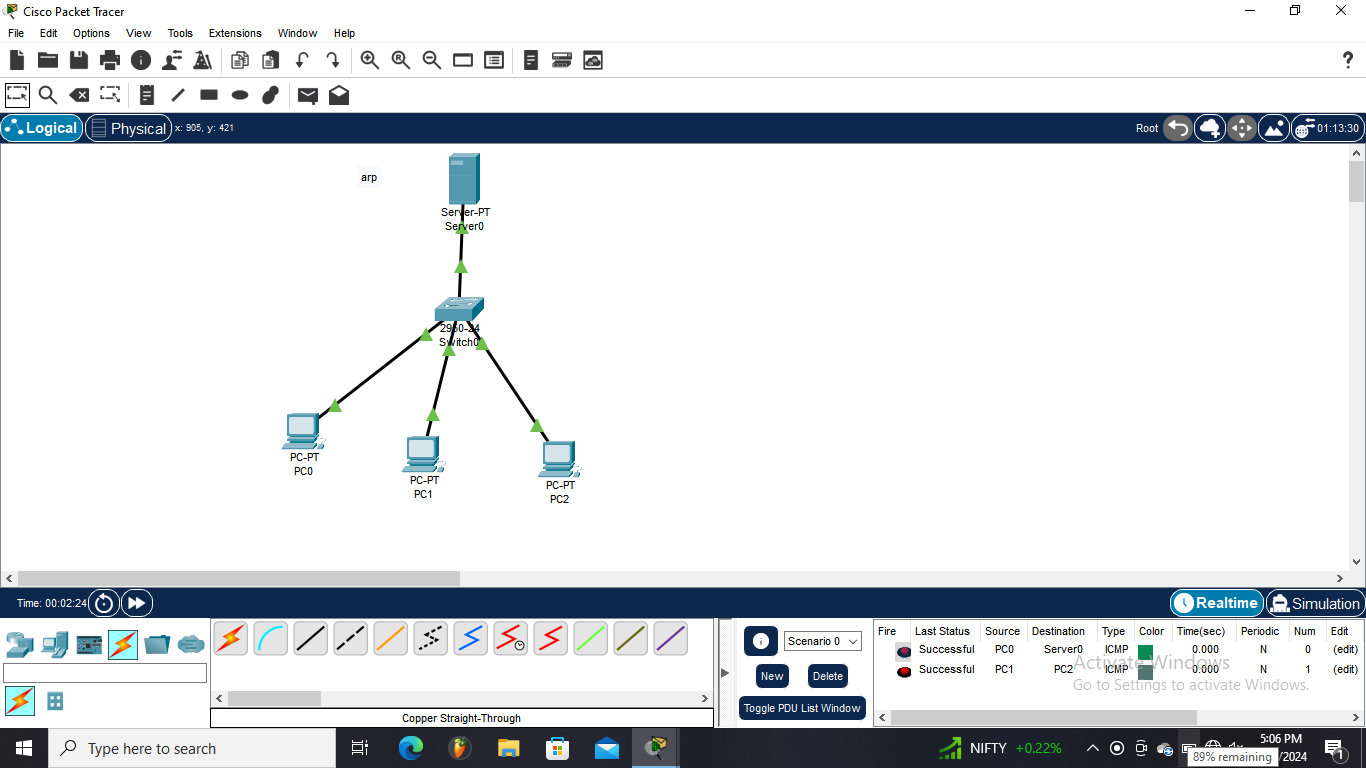 Cisco Packet Tracer
File Edit Options View Tools Extensions Window Help
Logical Physical x: 905, y: 421 Root 01:13:30
arp
Server-PT
Server0
2950-24
Switch0
PC-PT
PC0
PC-PT
PC1
PC-PT
PC2
Time: 00:02:24 Realtime Simulation
Scenario 0
New Delete
Toggle PDU List Window
Fire Last Status Source Destination Type Color Time(sec) Periodic Num Edit
Successful PC0 Server0 ICMP 0.000 N 0 (edit)
Successful PC1 PC2 ICMP 0.000 N 1 (edit)
Activate Windows
Go to Settings to activate Windows.
Copper Straight-Through
Type here to search
NIFTY +0.22%
5:06 PM
/2024
89% remaining
1